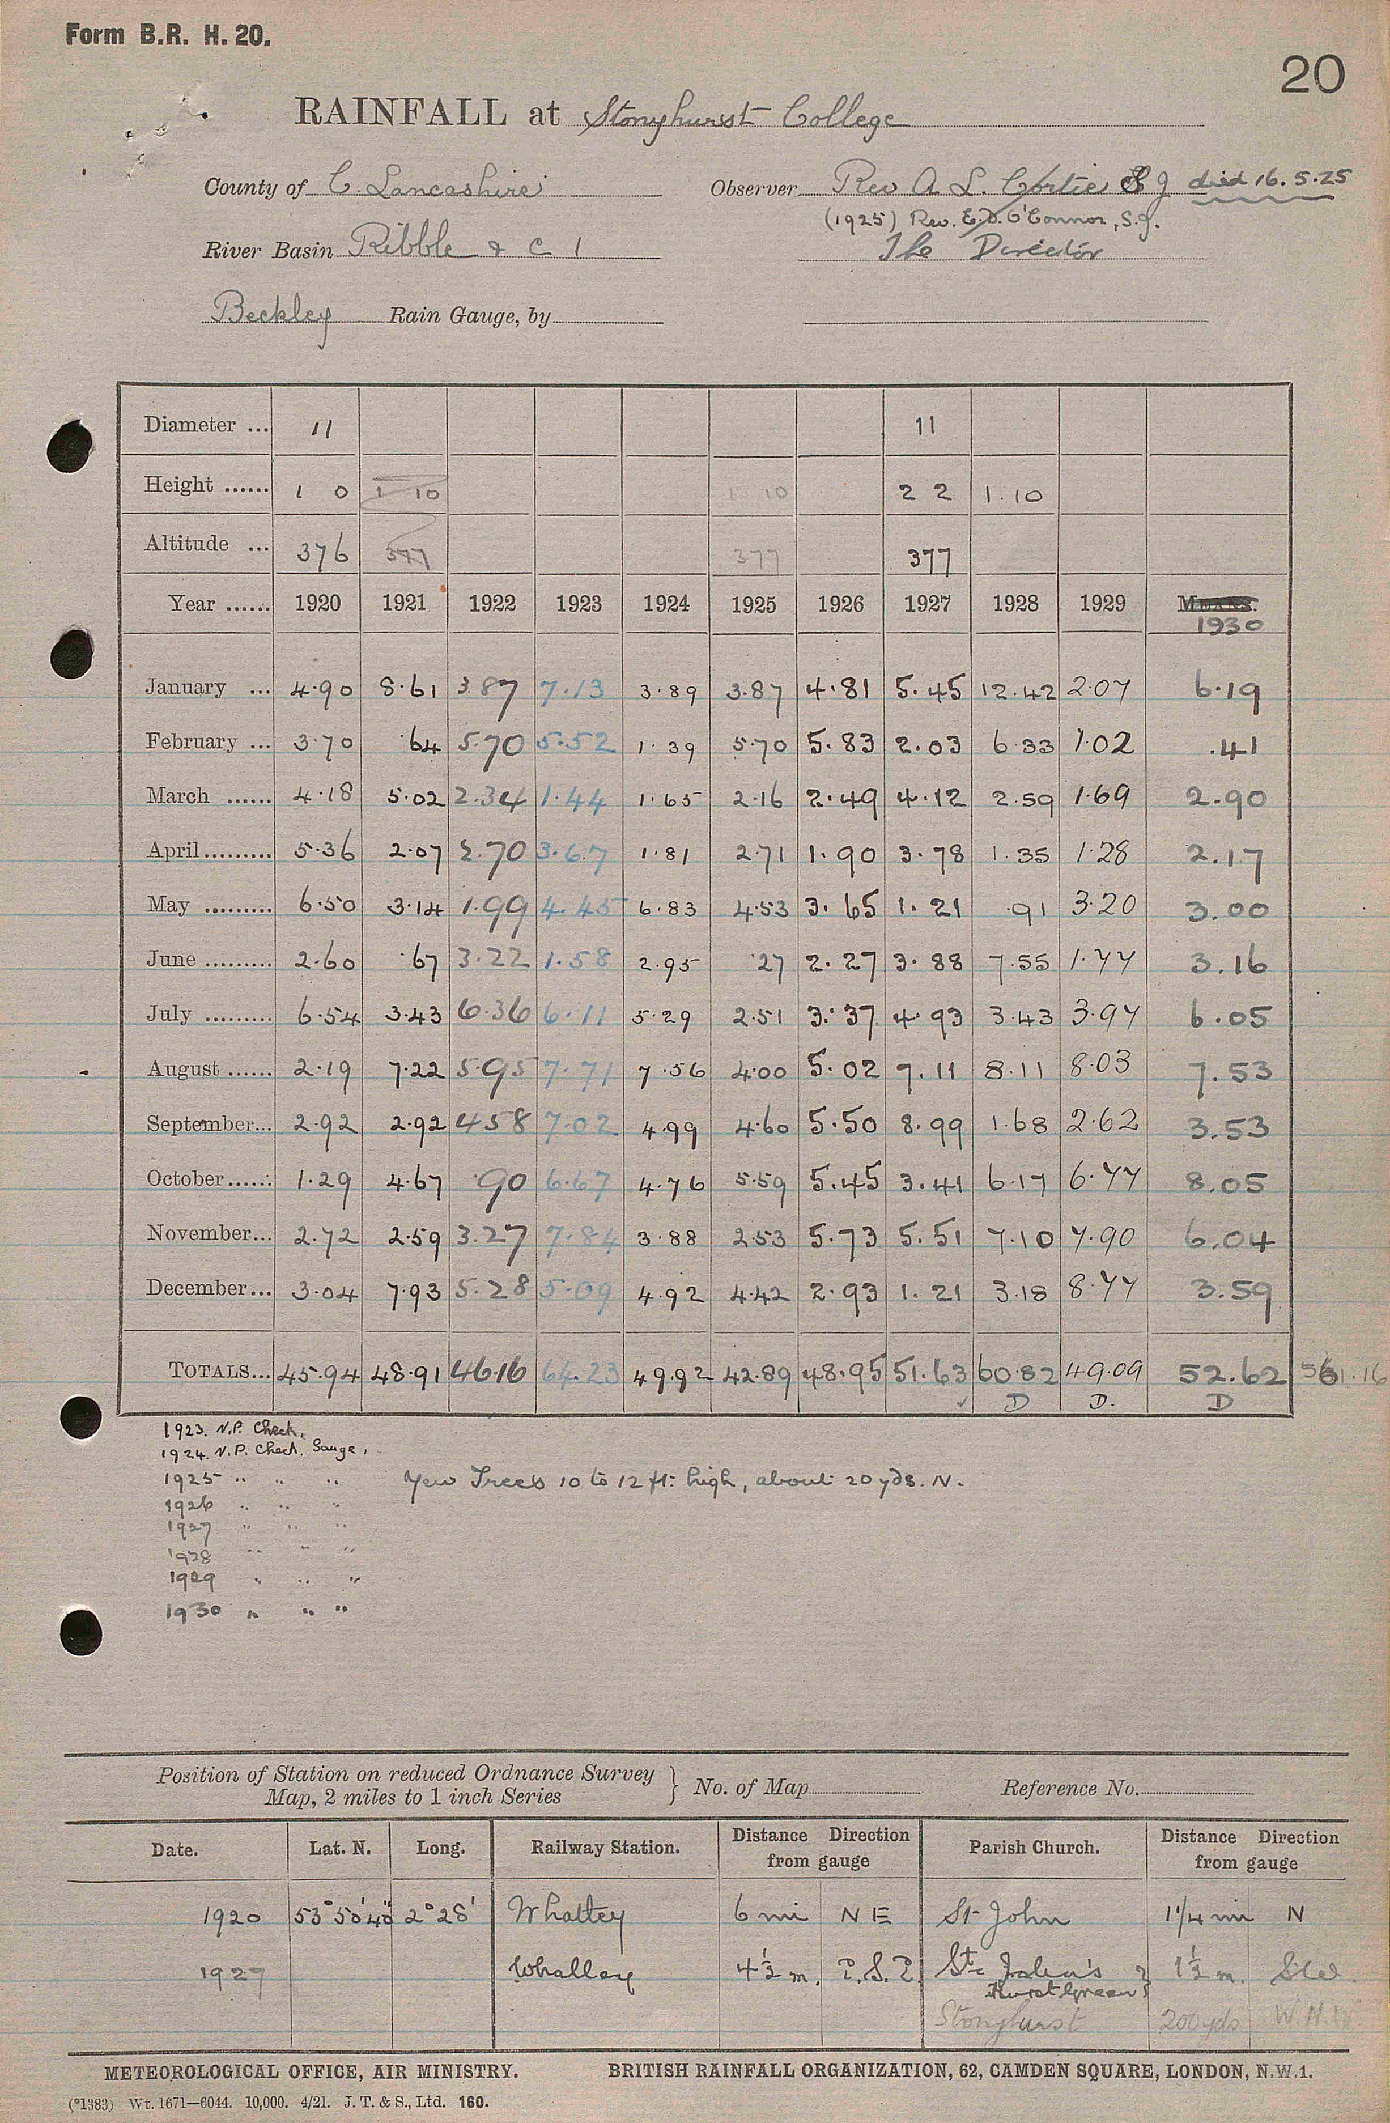 Form B.R. H. 20.
20
RAINFALL at Stonyhurst College
County of C. Lancashire Observer Rev A. L. Cortie S J died 16.5.25
(1925) Rev. E.D. O'Connor, S.J.
River Basin Ribble & C 1 The Director
Beckley Rain Gauge, by
Diameter ... 11 11
Height ...... 1 0 1 10 1 10 2 2 1.10
Altitude ... 376 377 377 377
Year ...... 1920 1921 1922 1923 1924 1925 1926 1927 1928 1929 MEANS.
1930
January ... 4.90 8.61 3.87 7.13 3.89 3.87 4.81 5.45 12.42 2.07 6.19
February ... 3.70 .64 5.70 5.52 1.39 5.70 5.83 2.03 6.33 1.02 .41
March ...... 4.18 5.02 2.34 1.44 1.65 2.16 2.49 4.12 2.59 1.69 2.90
April ......... 5.36 2.07 2.70 3.67 1.81 2.71 1.90 3.78 1.35 1.28 2.17
May ......... 6.50 3.14 1.99 4.45 6.83 4.53 3.65 1.21 .91 3.20 3.00
June ......... 2.60 .67 3.22 1.58 2.95 .27 2.27 3.88 7.55 1.77 3.16
July ......... 6.54 3.43 6.36 6.11 5.29 2.51 3.37 4.93 3.43 3.97 6.05
August ...... 2.19 7.22 5.95 7.71 7.56 4.00 5.02 7.11 8.11 8.03 7.53
September... 2.92 2.92 4.58 7.02 4.99 4.60 5.50 8.99 1.68 2.62 3.53
October...... 1.29 4.67 .90 6.67 4.76 5.59 5.45 3.41 6.17 6.77 8.05
November... 2.72 2.59 3.27 7.84 3.88 2.53 5.73 5.51 7.10 7.90 6.04
December... 3.04 7.93 5.28 5.09 4.92 4.42 2.93 1.21 3.18 8.77 3.59
TOTALS... 45.94 48.91 46.16 64.23 49.92 42.89 48.95 51.63 60.82 49.09 52.62
D D. D
1923. N.P. Check.
1924. N.P. Check. Gauge.
1925 " " " Yew Trees 10 to 12 ft. high, about 20 yds. N.
1926 " " "
1927 " " "
1928 " " "
1929 " " "
1930 " " "
Position of Station on reduced Ordnance Survey
Map, 2 miles to 1 inch Series } No. of Map Reference No.
Date. Lat. N. Long. Railway Station. Distance Direction from gauge Parish Church. Distance Direction from gauge
1920 53°50'40" 2°28' Whalley 6 mi N E St John 1 1/4 mi N
1927 Whalley 4½ m. ?.S.? St. John's 1½ m. SW
Hurst Green
Stonyhurst 200 yds W.N.W
METEOROLOGICAL OFFICE, AIR MINISTRY. BRITISH RAINFALL ORGANIZATION, 62, CAMDEN SQUARE, LONDON, N.W.1.
(*1383) Wt. 1671—6044. 10,000. 4/21. J. T. & S., Ltd. 160.